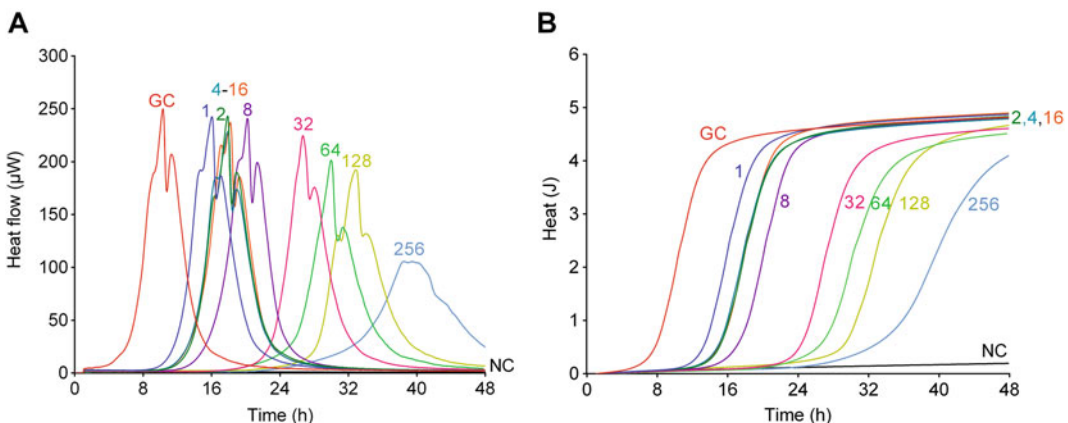 A
B
300
250
200
150
100
50
0
Heat flow (µW)
GC
1
4-16
2
8
32
64
128
256
NC
0 8 16 24 32 40 48
Time (h)
6
5
4
3
2
1
0
Heat (J)
GC
1
8
32 64 128
256
2,4,16
NC
0 8 16 24 32 40 48
Time (h)